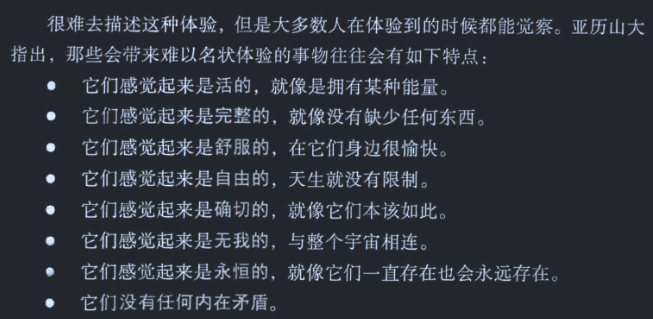 很难去描述这种体验，但是大多数人在体验到的时候都能觉察。亚历山大
指出，那些会带来难以名状体验的事物往往会有如下特点：
● 它们感觉起来是活的，就像是拥有某种能量。
● 它们感觉起来是完整的，就像没有缺少任何东西。
● 它们感觉起来是舒服的，在它们身边很愉快。
● 它们感觉起来是自由的，天生就没有限制。
● 它们感觉起来是确切的，就像它们本该如此。
● 它们感觉起来是无我的，与整个宇宙相连。
● 它们感觉起来是永恒的，就像它们一直存在也会永远存在。
● 它们没有任何内在矛盾。